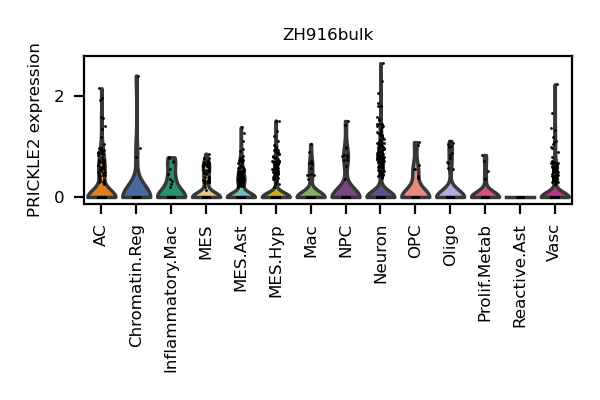 ZH916bulk
PRICKLE2 expression
2
0
AC
Chromatin.Reg
Inflammatory.Mac
MES
MES.Ast
MES.Hyp
Mac
NPC
Neuron
OPC
Oligo
Prolif.Metab
Reactive.Ast
Vasc